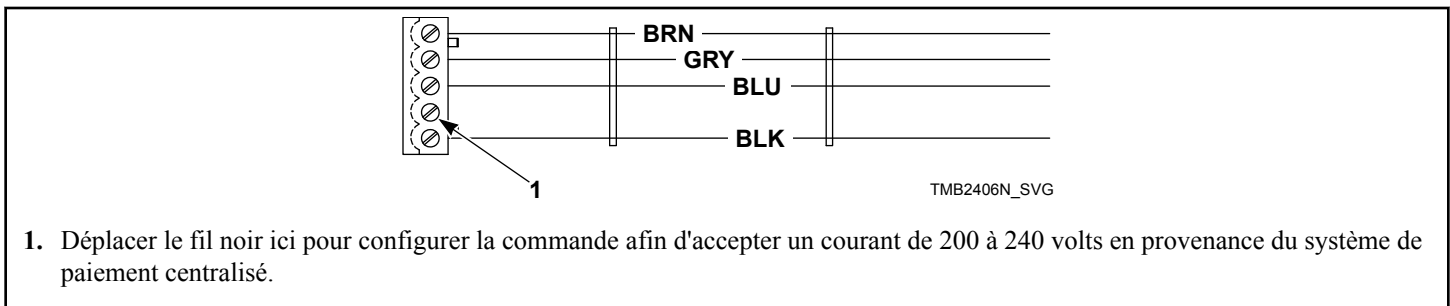 BRN
GRY
BLU
BLK
1
TMB2406N_SVG
1. Déplacer le fil noir ici pour configurer la commande afin d'accepter un courant de 200 à 240 volts en provenance du système de
paiement centralisé.